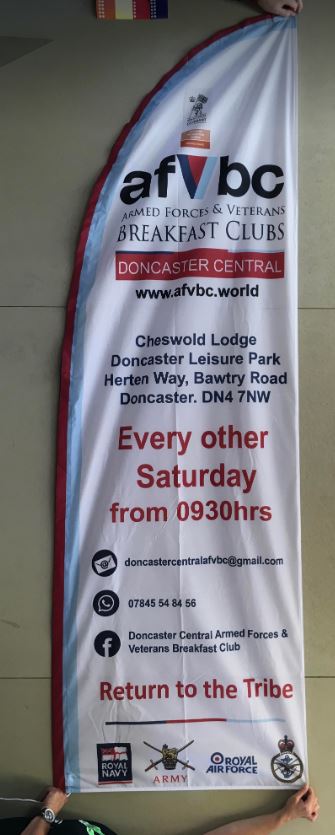 afVbc
ARMED FORCES & VETERANS
BREAKFAST CLUBS
DONCASTER CENTRAL
www.afvbc.world
Cheswold Lodge
Doncaster Leisure Park
Herten Way, Bawtry Road
Doncaster. DN4 7NW
Every other
Saturday
from 0930hrs
doncastercentralafvbc@gmail.com
07845 54 84 56
Doncaster Central Armed Forces &
Veterans Breakfast Club
Return to the Tribe
ROYAL
NAVY
ARMY
ROYAL
AIR FORCE